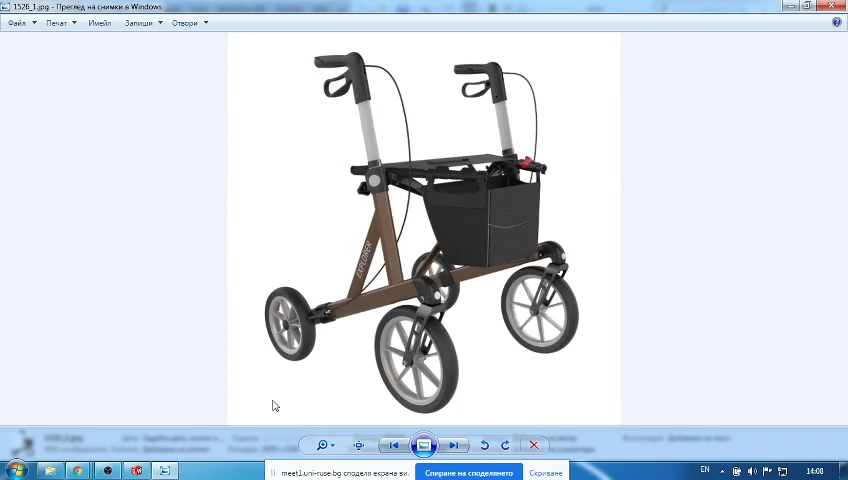 1526_1.jpg - Преглед на снимки в Windows
Файл Печат Имейл Запиши Отвори
EXPLORER
meet1.uni-ruse.bg споделя екрана ви. Спиране на споделянето Скриване
EN 14:08